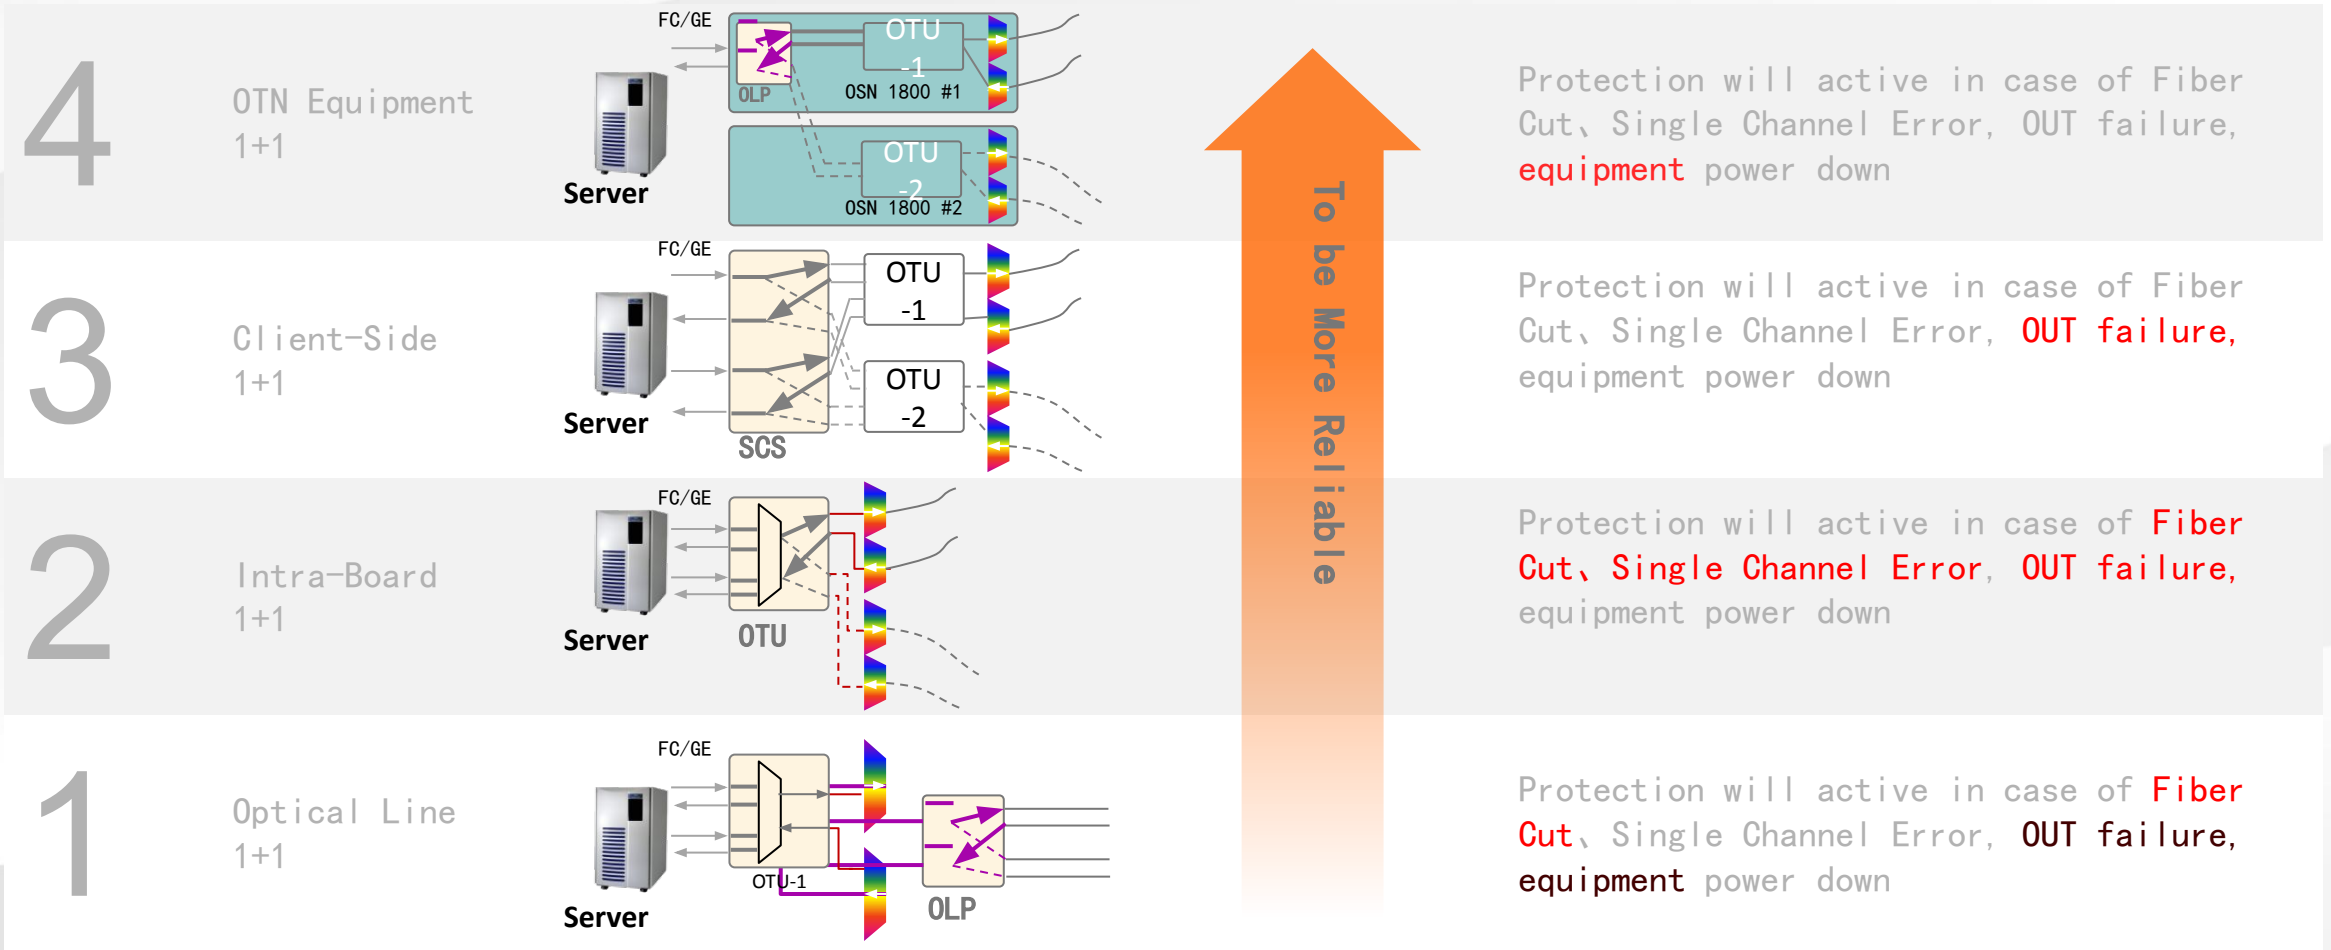 4
OTN Equipment
1+1
FC/GE
Server
OLP
OTU
-1
OSN 1800 #1
OTU
-2
OSN 1800 #2
Protection will active in case of Fiber
Cut、Single Channel Error, OUT failure,
equipment power down
3
Client-Side
1+1
FC/GE
Server
SCS
OTU
-1
OTU
-2
Protection will active in case of Fiber
Cut、Single Channel Error, OUT failure,
equipment power down
2
Intra-Board
1+1
FC/GE
Server
OTU
Protection will active in case of Fiber
Cut、Single Channel Error, OUT failure,
equipment power down
1
Optical Line
1+1
FC/GE
Server
OTU-1
OLP
Protection will active in case of Fiber
Cut、Single Channel Error, OUT failure,
equipment power down
To be More Reliable